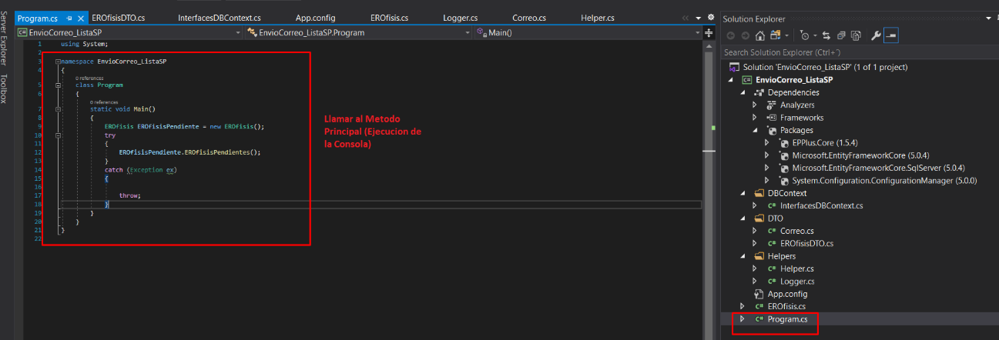 Program.cs
EROfisisDTO.cs
InterfacesDBContext.cs
App.config
EROfisis.cs
Logger.cs
Correo.cs
Helper.cs
EnvioCorreo_ListaSP
EnvioCorreo_ListaSP.Program
Main()
Server Explorer
Toolbox
1 using System;
2
3 namespace EnvioCorreo_ListaSP
4 {
0 references
5 class Program
6 {
0 references
7 static void Main()
8 {
9 EROfisis EROfisisPendiente = new EROfisis();
10 try
11 {
12 EROfisisPendiente.EROfisisPendientes();
13 }
14 catch (Exception ex)
15 {
16
17 throw;
18 }
19 }
20 }
21 }
22
Llamar al Metodo
Principal (Ejecucion de
la Consola)
Solution Explorer
Search Solution Explorer (Ctrl+¨)
Solution 'EnvioCorreo_ListaSP' (1 of 1 project)
C# EnvioCorreo_ListaSP
Dependencies
Analyzers
Frameworks
Packages
EPPlus.Core (1.5.4)
Microsoft.EntityFrameworkCore (5.0.4)
Microsoft.EntityFrameworkCore.SqlServer (5.0.4)
System.Configuration.ConfigurationManager (5.0.0)
DBContext
C# InterfacesDBContext.cs
DTO
C# Correo.cs
C# EROfisisDTO.cs
Helpers
C# Helper.cs
C# Logger.cs
App.config
C# EROfisis.cs
C# Program.cs